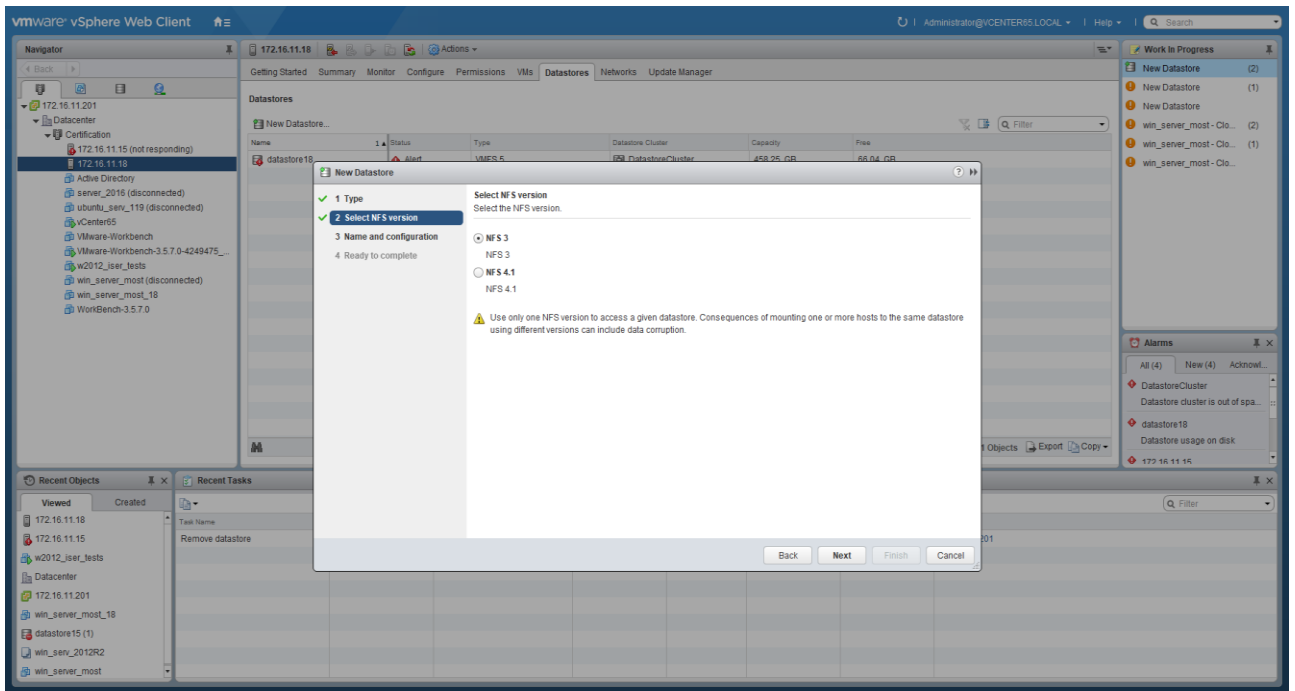 vmware® vSphere Web Client
Administrator@VCENTER65.LOCAL
Help
Search
Navigator
Back
172.16.11.201
Datacenter
Certification
172.16.11.15 (not responding)
172.16.11.18
Active Directory
server_2016 (disconnected)
ubuntu_serv_119 (disconnected)
vCenter65
VMware-Workbench
VMware-Workbench-3.5.7.0-4249475_...
w2012_iser_tests
win_server_most (disconnected)
win_server_most_18
WorkBench-3.5.7.0
172.16.11.18 Actions
Getting Started Summary Monitor Configure Permissions VMs Datastores Networks Update Manager
Datastores
New Datastore...
Filter
Name 1 Status Type Datastore Cluster Capacity Free
datastore18 Alert VMFS 5 DatastoreCluster 458.25 GB 66.04 GB
1 Objects Export Copy
New Datastore
1 Type
2 Select NFS version
3 Name and configuration
4 Ready to complete
Select NFS version
Select the NFS version.
NFS 3
NFS 3
NFS 4.1
NFS 4.1
Use only one NFS version to access a given datastore. Consequences of mounting one or more hosts to the same datastore
using different versions can include data corruption.
Back Next Finish Cancel
Work In Progress
New Datastore (2)
New Datastore (1)
New Datastore
win_server_most - Clo... (2)
win_server_most - Clo... (1)
win_server_most - Clo...
Alarms
All (4) New (4) Acknowl...
DatastoreCluster
Datastore cluster is out of spa...
datastore18
Datastore usage on disk
172.16.11.15
Recent Objects
Viewed Created
172.16.11.18
172.16.11.15
w2012_iser_tests
Datacenter
172.16.11.201
win_server_most_18
datastore15 (1)
win_serv_2012R2
win_server_most
Recent Tasks
Filter
Task Name
Remove datastore
201